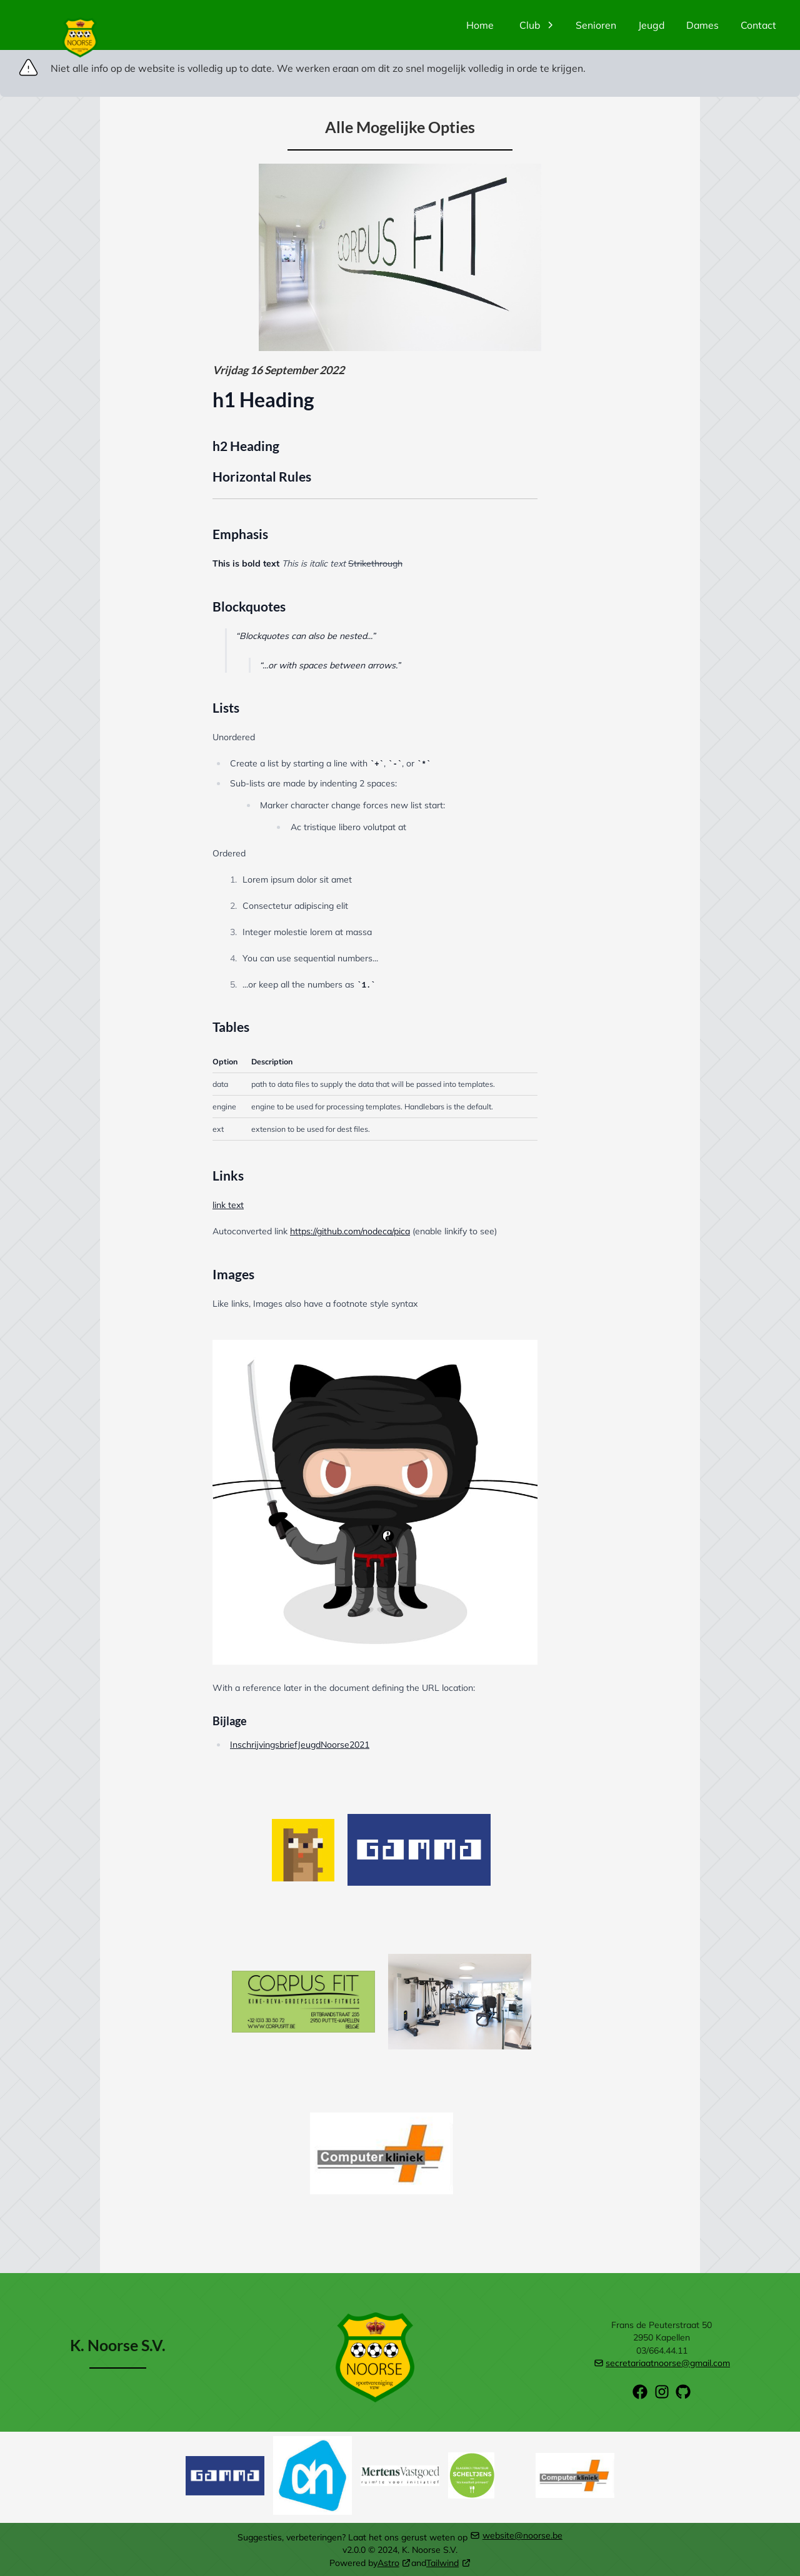 NOORSE
Home Club Senioren Jeugd Dames Contact
Niet alle info op de website is volledig up to date. We werken eraan om dit zo snel mogelijk volledig in orde te krijgen.
Alle Mogelijke Opties
CORPUS FIT
Vrijdag 16 September 2022
h1 Heading
h2 Heading
Horizontal Rules
Emphasis
This is bold text This is italic text Strikethrough
Blockquotes
“Blockquotes can also be nested...”
“...or with spaces between arrows.”
Lists
Unordered
Create a list by starting a line with `+`, `-`, or `*`
Sub-lists are made by indenting 2 spaces:
Marker character change forces new list start:
Ac tristique libero volutpat at
Ordered
1. Lorem ipsum dolor sit amet
2. Consectetur adipiscing elit
3. Integer molestie lorem at massa
4. You can use sequential numbers...
5. ...or keep all the numbers as `1.`
Tables
Option Description
data path to data files to supply the data that will be passed into templates.
engine engine to be used for processing templates. Handlebars is the default.
ext extension to be used for dest files.
Links
link text
Autoconverted link https://github.com/nodeca/pica (enable linkify to see)
Images
Like links, Images also have a footnote style syntax
With a reference later in the document defining the URL location:
Bijlage
InschrijvingsbriefJeugdNoorse2021
GAMMA
CORPUS FIT
KINE-REVA-GROEPSLESSEN-FITNESS
ERTBRANDSTRAAT 235
+32 (0)3 30 50 72 2950 PUTTE-KAPELLEN
WWW.CORPUSFIT.BE BELGIË
Computerkliniek
K. Noorse S.V.
NOORSE
sportvereniging
VZW
Frans de Peuterstraat 50
2950 Kapellen
03/664.44.11
secretariaatnoorse@gmail.com
GAMMA
ah
Mertens Vastgoed
ruimte voor initiatief
SCHELTJENS
Computerkliniek
Suggesties, verbeteringen? Laat het ons gerust weten op website@noorse.be
v2.0.0 © 2024, K. Noorse S.V.
Powered by Astro and Tailwind